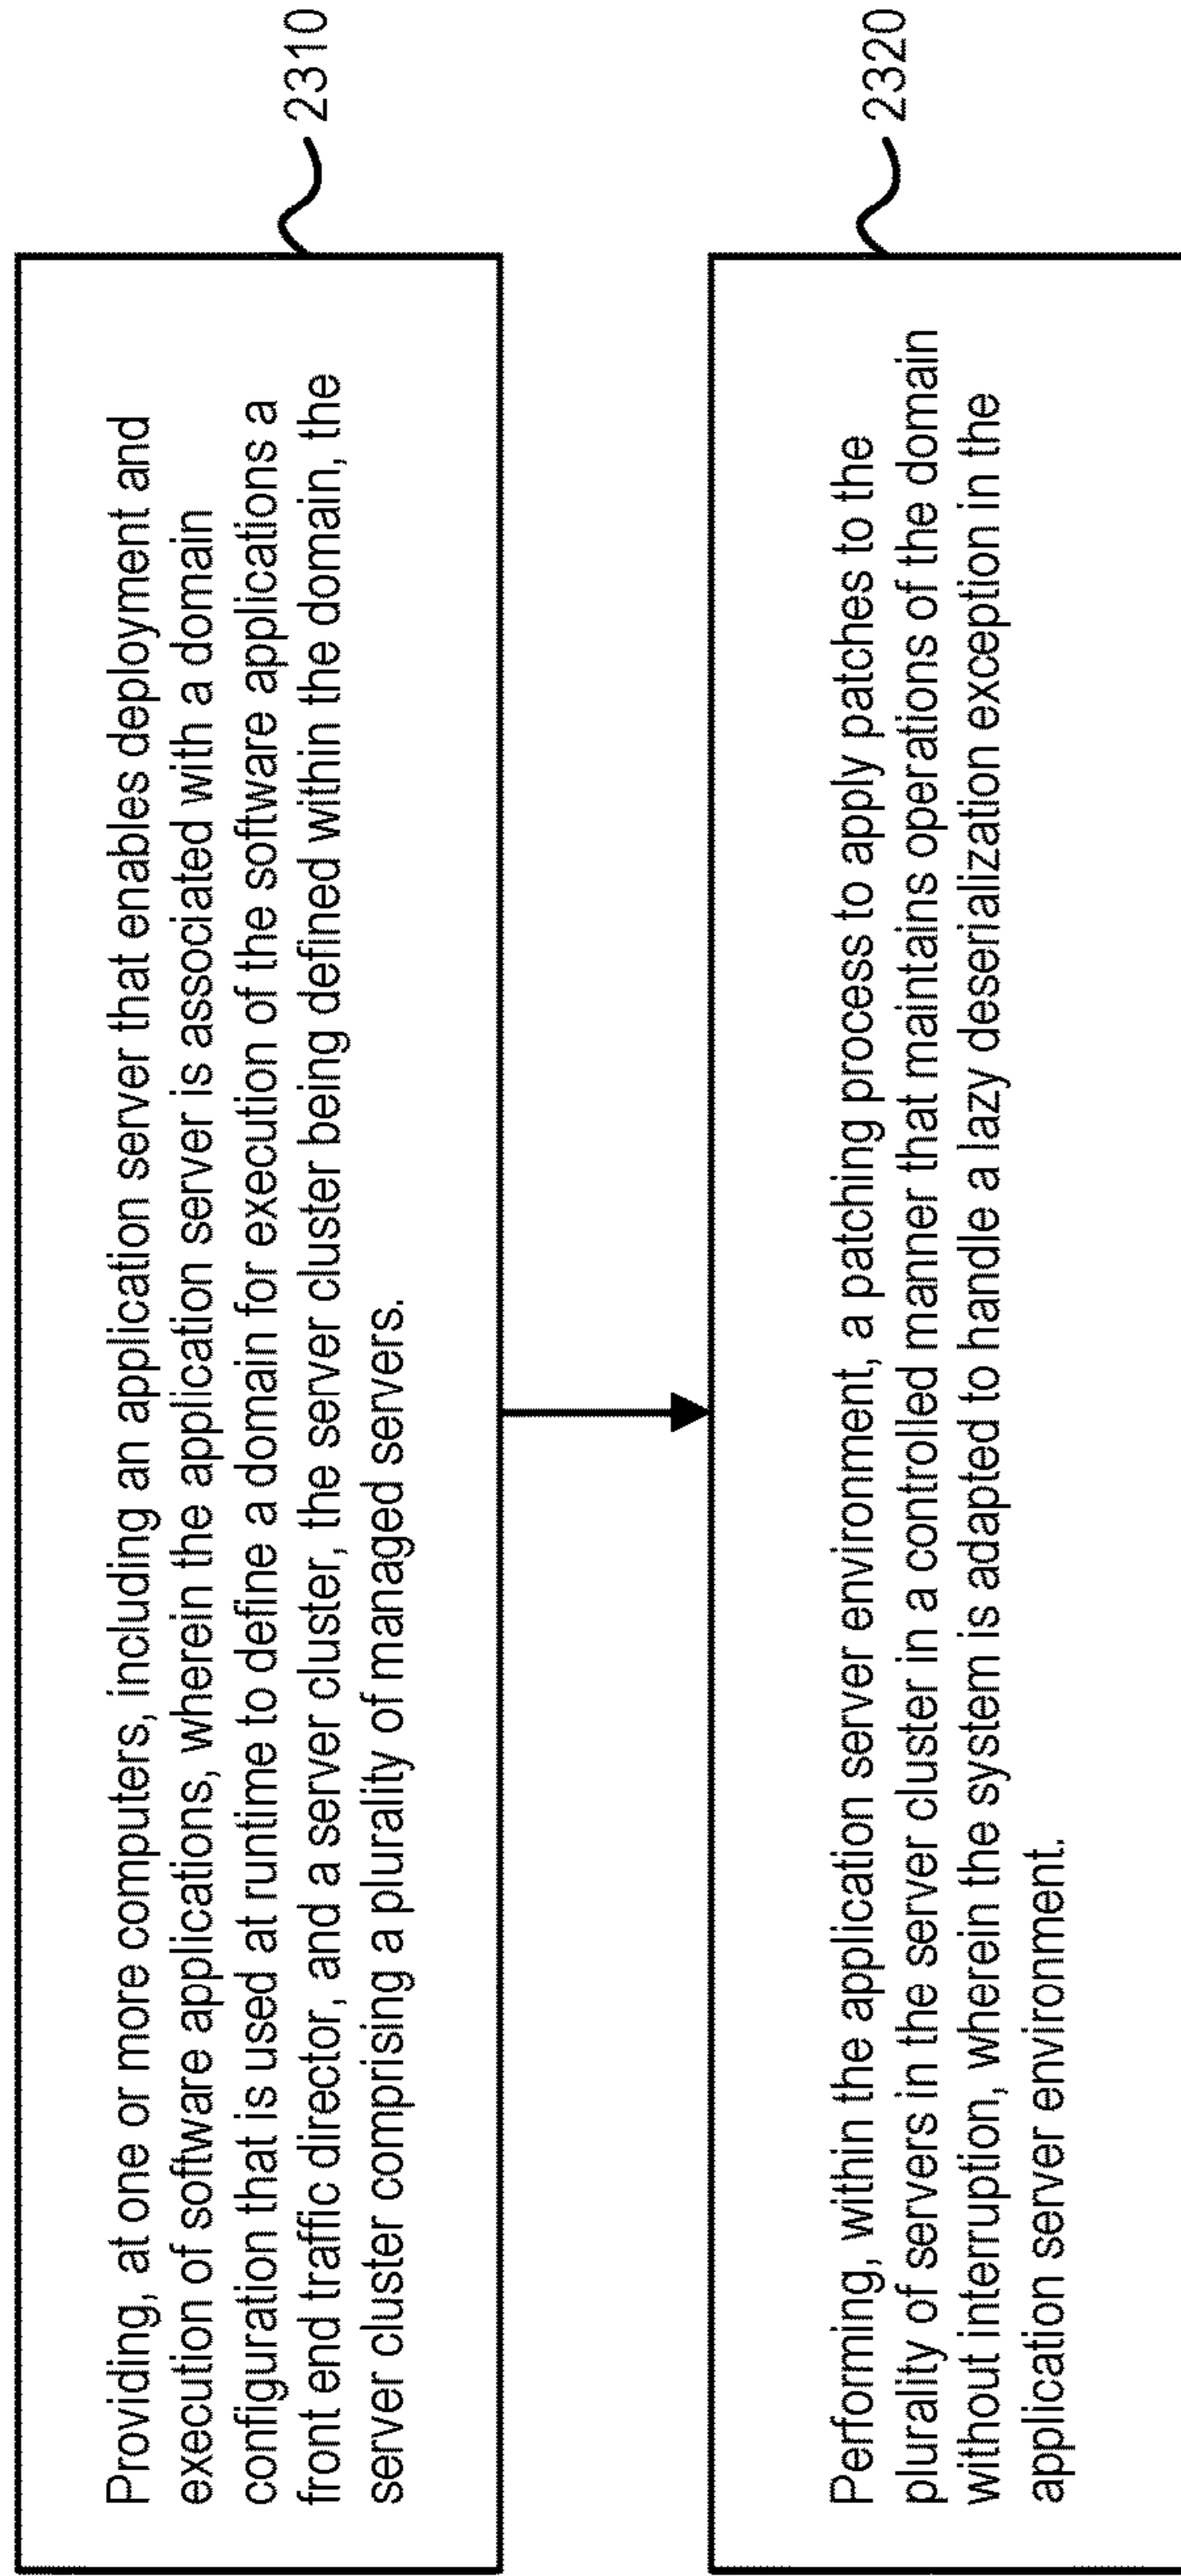 Providing, at one or more computers, including an application server that enables deployment and
execution of software applications, wherein the application server is associated with a domain
configuration that is used at runtime to define a domain for execution of the software applications a
front end traffic director, and a server cluster, the server cluster being defined within the domain, the
server cluster comprising a plurality of managed servers.
2310
Performing, within the application server environment, a patching process to apply patches to the
plurality of servers in the server cluster in a controlled manner that maintains operations of the domain
without interruption, wherein the system is adapted to handle a lazy deserialization exception in the
application server environment.
2320